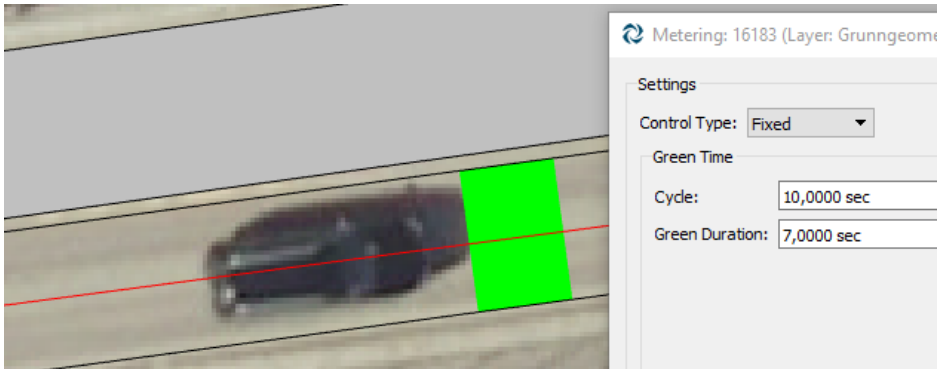 Metering: 16183 (Layer: Grunngeome
Settings
Control Type: Fixed
Green Time
Cycle: 10,0000 sec
Green Duration: 7,0000 sec